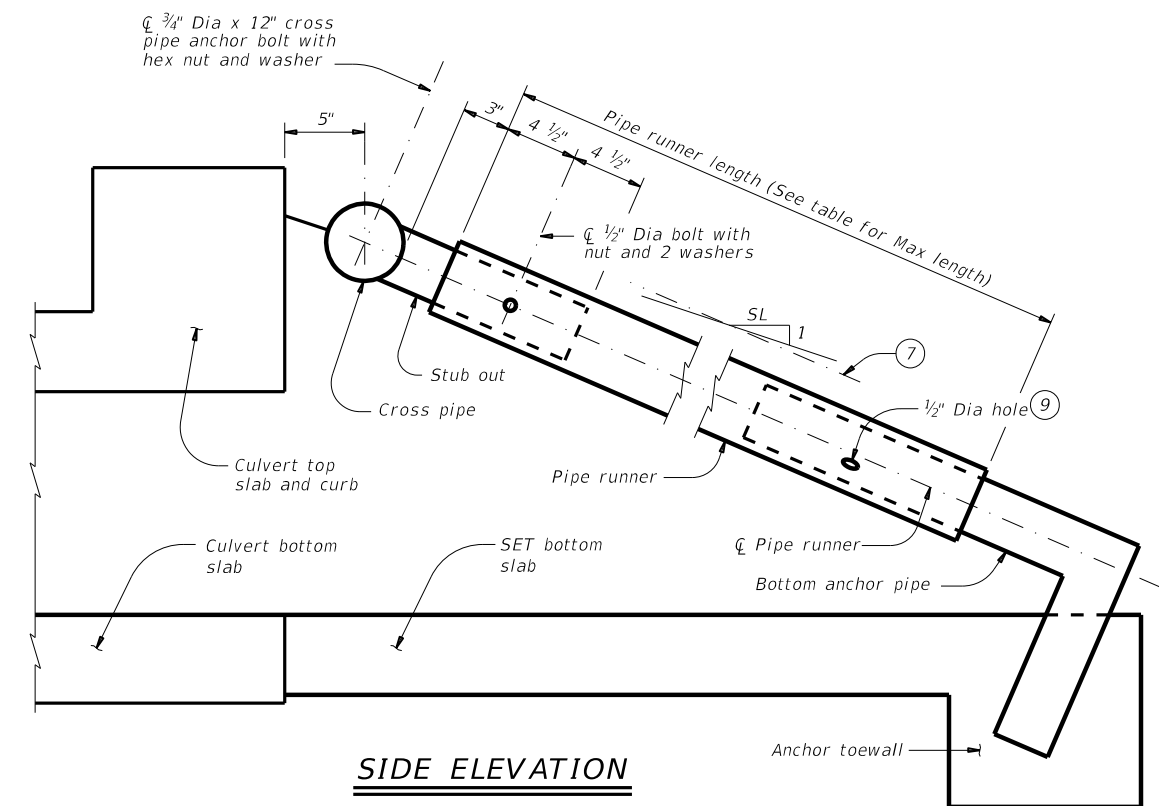 ℄ ¾" Dia x 12" cross
pipe anchor bolt with
hex nut and washer
5"
3"
4 ½"
4 ½"
Pipe runner length (See table for Max length)
℄ ½" Dia bolt with
nut and 2 washers
SL
1
7
½" Dia hole 9
Stub out
Cross pipe
Culvert top
slab and curb
Pipe runner
℄ Pipe runner
Bottom anchor pipe
Culvert bottom
slab
SET bottom
slab
Anchor toewall
SIDE ELEVATION